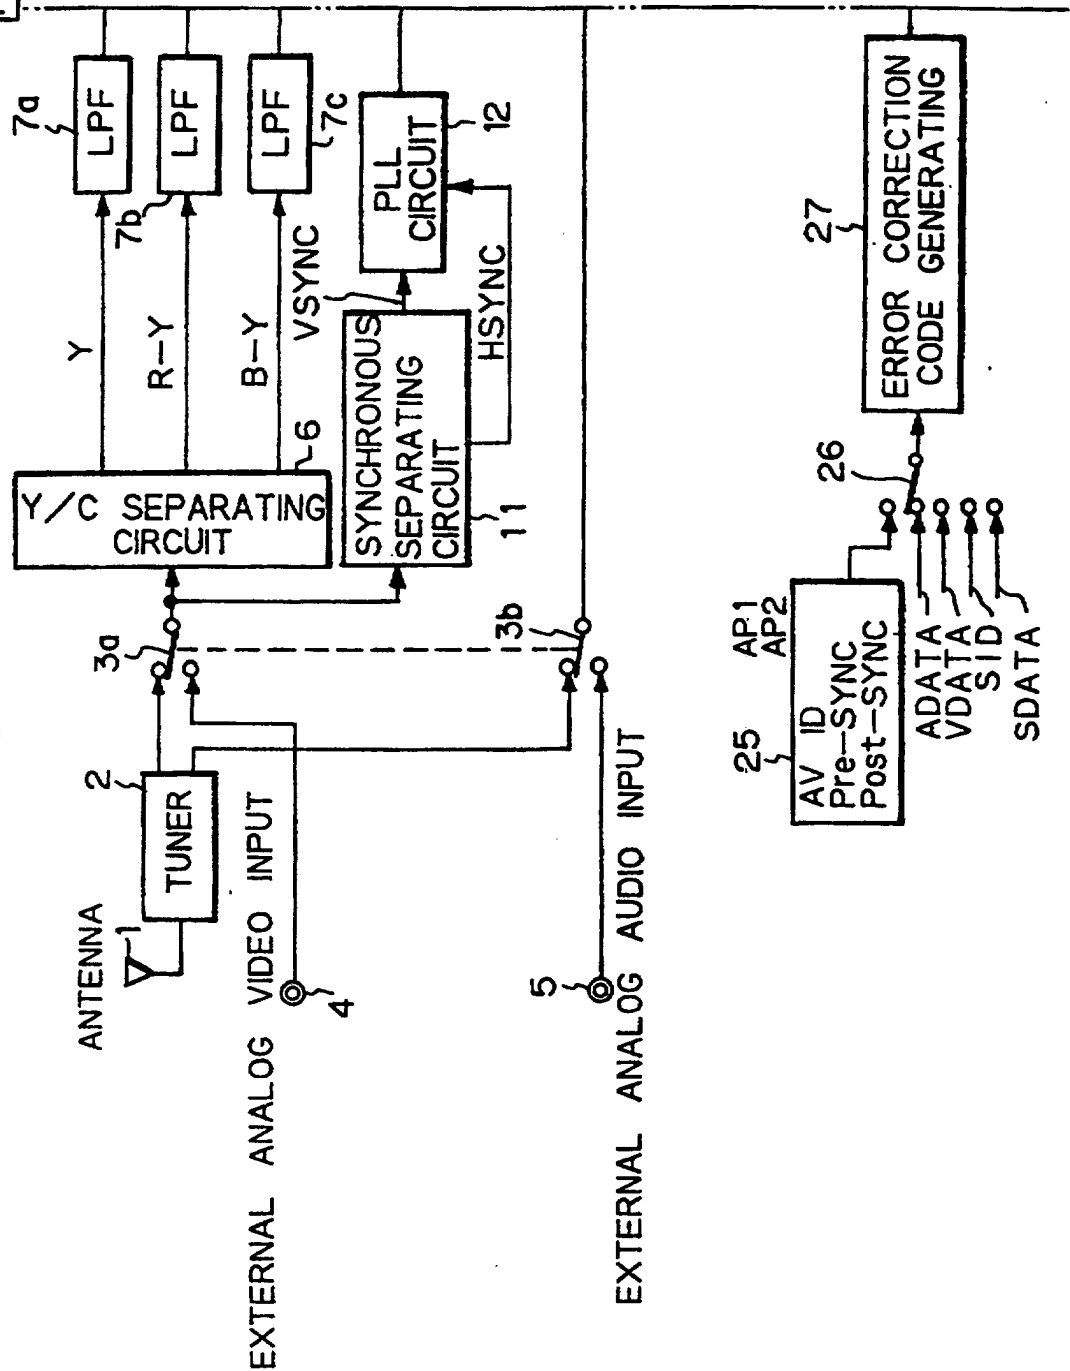 ANTENNA
1
TUNER
2
EXTERNAL ANALOG VIDEO INPUT
4
5
EXTERNAL ANALOG AUDIO INPUT
3a
3b
Y/C SEPARATING
CIRCUIT
6
SYNCHRONOUS
SEPARATING
CIRCUIT
11
Y
R-Y
B-Y
VSYNC
HSYNC
7a
LPF
7b
LPF
LPF
7c
PLL
CIRCUIT
12
25
AP1
AP2
AV ID
Pre-SYNC
Post-SYNC
ADATA
VDATA
SID
SDATA
26
27
ERROR CORRECTION
CODE GENERATING